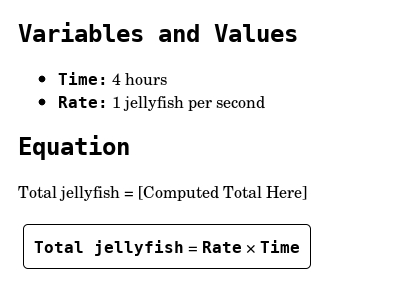 Variables and Values
• Time: 4 hours
• Rate: 1 jellyfish per second
Equation
Total jellyfish = [Computed Total Here]
Total jellyfish = Rate × Time